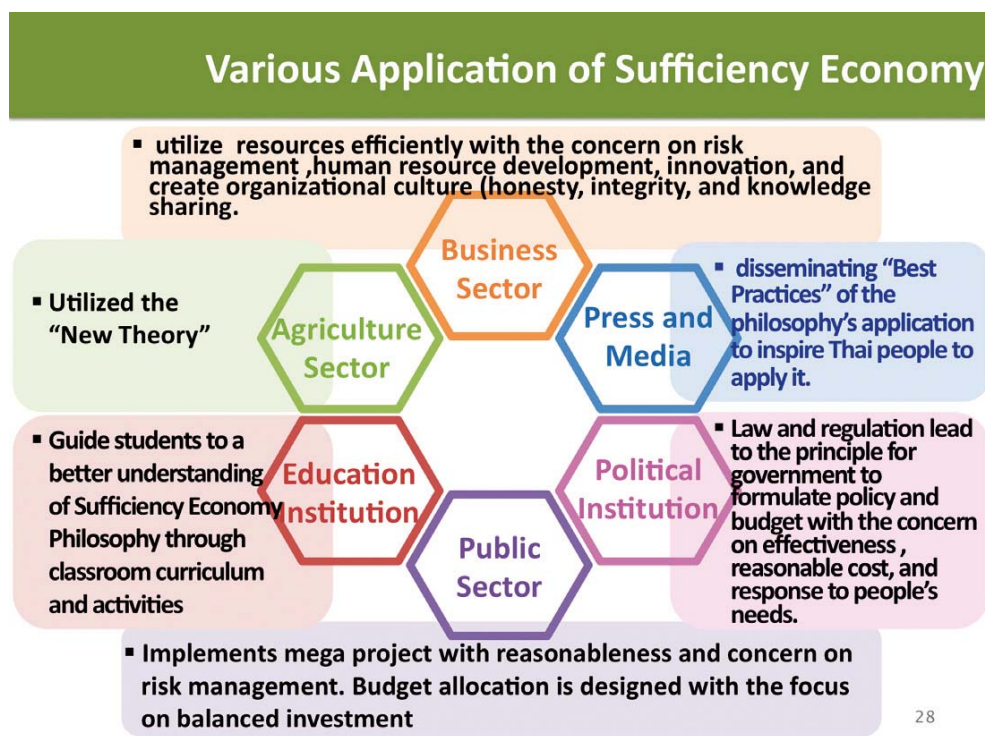 Various Application of Sufficiency Economy
▪ utilize resources efficiently with the concern on risk
management ,human resource development, innovation, and
create organizational culture (honesty, integrity, and knowledge
sharing.
Business
Sector
▪ Utilized the
“New Theory”
Agriculture
Sector
Press and
Media
▪ disseminating “Best
Practices” of the
philosophy’s application
to inspire Thai people to
apply it.
▪ Guide students to a
better understanding
of Sufficiency Economy
Philosophy through
classroom curriculum
and activities
Education
Institution
Political
Institution
▪ Law and regulation lead
to the principle for
government to
formulate policy and
budget with the concern
on effectiveness ,
reasonable cost, and
response to people’s
needs.
Public
Sector
▪ Implements mega project with reasonableness and concern on
risk management. Budget allocation is designed with the focus
on balanced investment
28